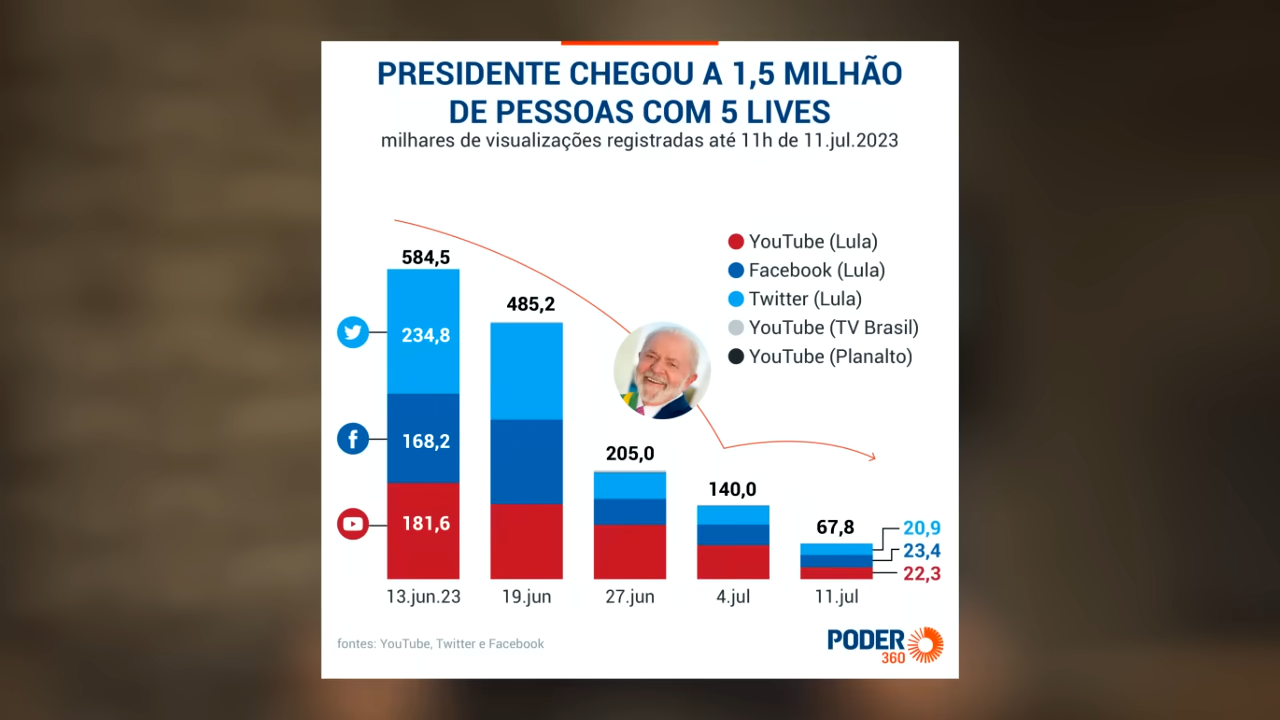 PRESIDENTE CHEGOU A 1,5 MILHÃO
DE PESSOAS COM 5 LIVES
milhares de visualizações registradas até 11h de 11.jul.2023
YouTube (Lula)
Facebook (Lula)
Twitter (Lula)
YouTube (TV Brasil)
YouTube (Planalto)
584,5
234,8
168,2
181,6
485,2
205,0
140,0
67,8
20,9
23,4
22,3
13.jun.23
19.jun
27.jun
4.jul
11.jul
fontes: YouTube, Twitter e Facebook
PODER
360